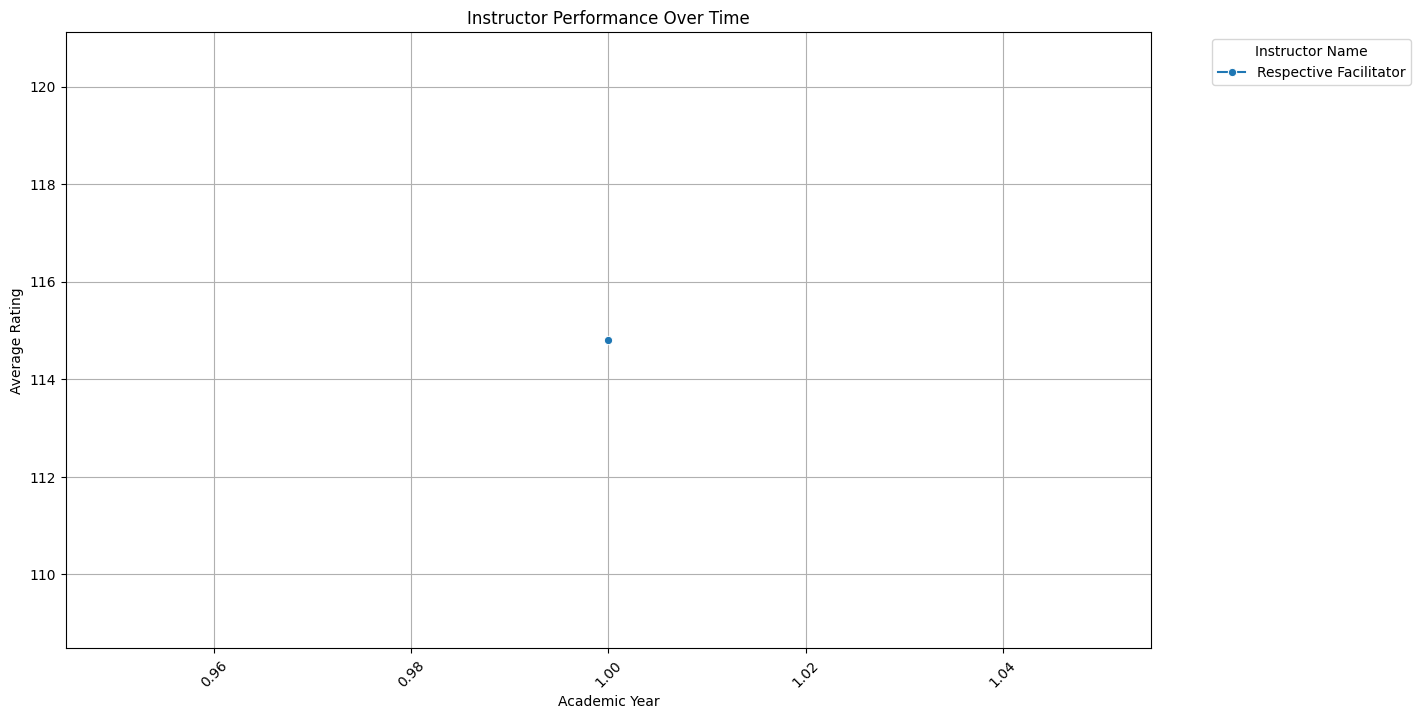 Instructor Performance Over Time
Instructor Name
Respective Facilitator
120
118
116
114
112
110
Average Rating
0.96
0.98
1.00
1.02
1.04
Academic Year